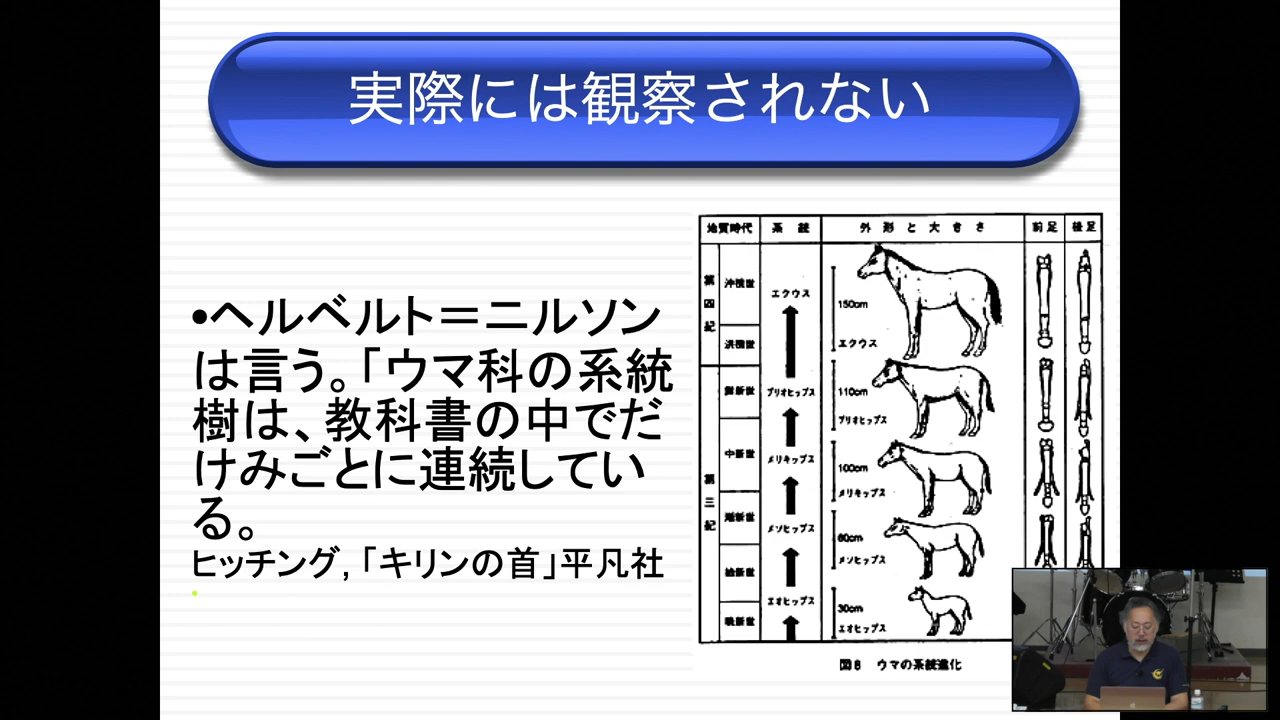 実際には観察されない
•ヘルベルト＝ニルソン
は言う。「ウマ科の系統
樹は、教科書の中でだ
けみごとに連続してい
る。
ヒッチング,「キリンの首」平凡社
地質時代 系統 外形と大きさ 前足 後足
第四紀
沖積世
洪積世
エクウス
150cm
エクウス
第三紀
鮮新世
プリオヒップス
110cm
プリオヒップス
中新世
メリキップス
100cm
メリキップス
漸新世
メソヒップス
60cm
メソヒップス
始新世
エオヒップス
30cm
エオヒップス
暁新世
図8 ウマの系統進化